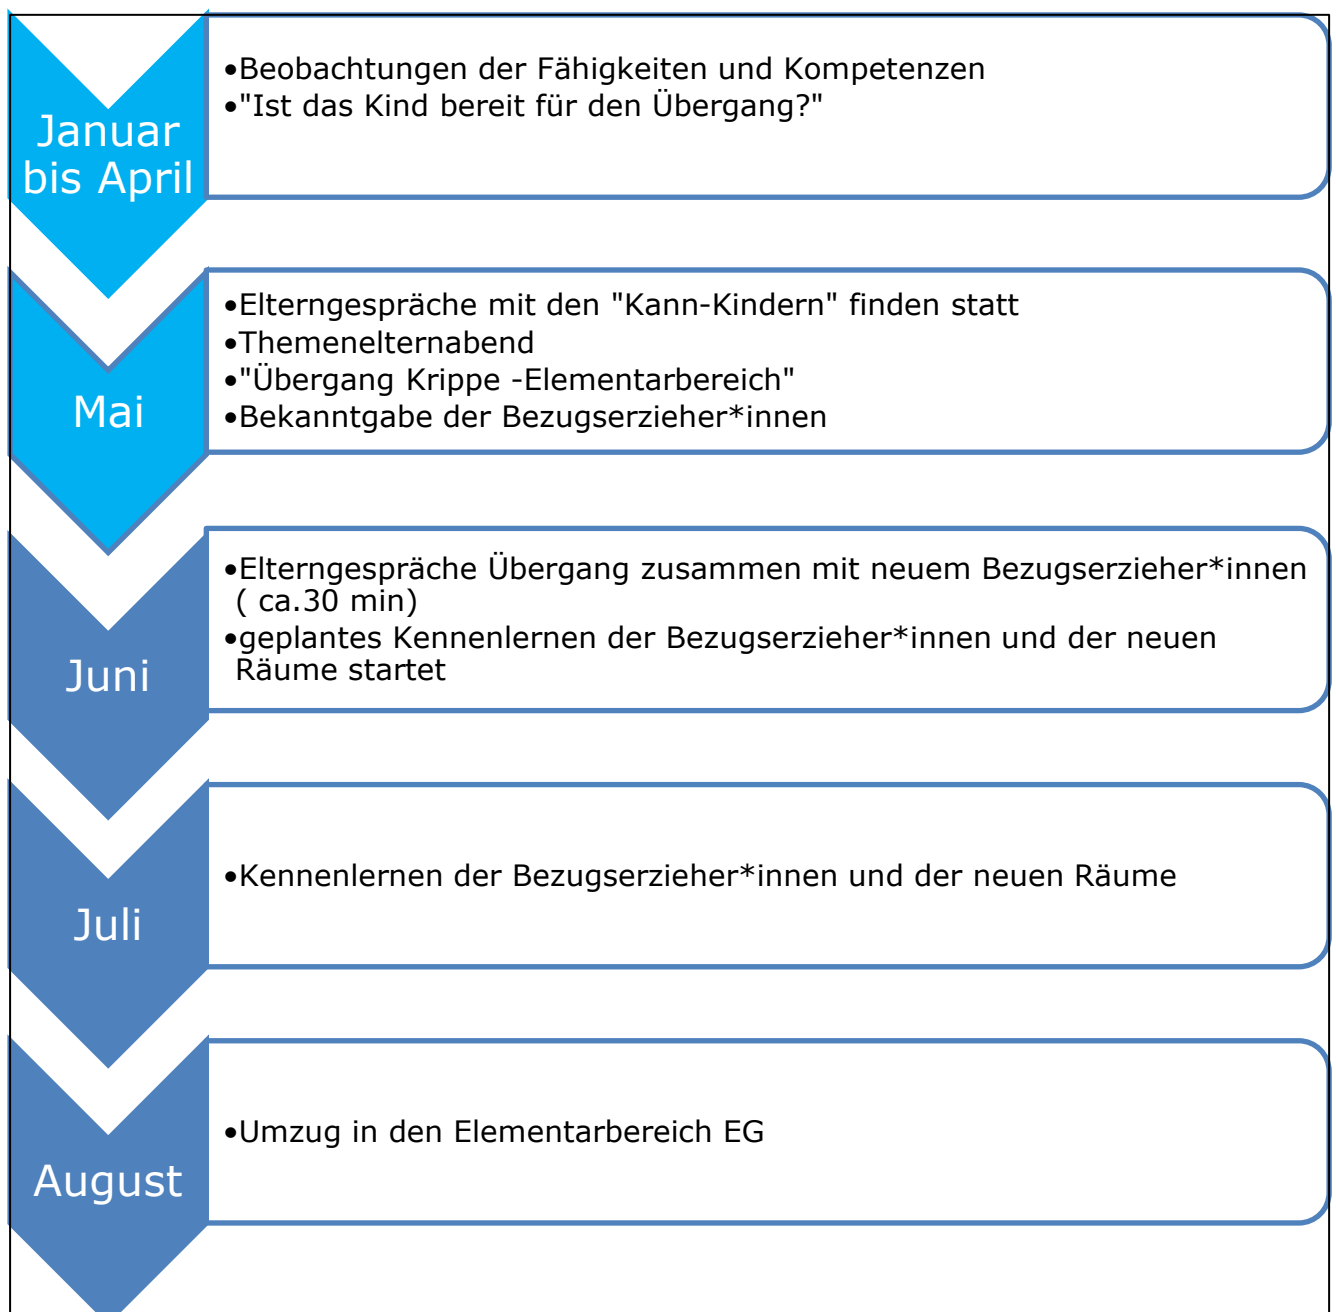 Januar
bis April
•Beobachtungen der Fähigkeiten und Kompetenzen
•"Ist das Kind bereit für den Übergang?"
Mai
•Elterngespräche mit den "Kann-Kindern" finden statt
•Themenelternabend
•"Übergang Krippe -Elementarbereich"
•Bekanntgabe der Bezugserzieher*innen
Juni
•Elterngespräche Übergang zusammen mit neuem Bezugserzieher*innen
( ca.30 min)
•geplantes Kennenlernen der Bezugserzieher*innen und der neuen
Räume startet
Juli
•Kennenlernen der Bezugserzieher*innen und der neuen Räume
August
•Umzug in den Elementarbereich EG